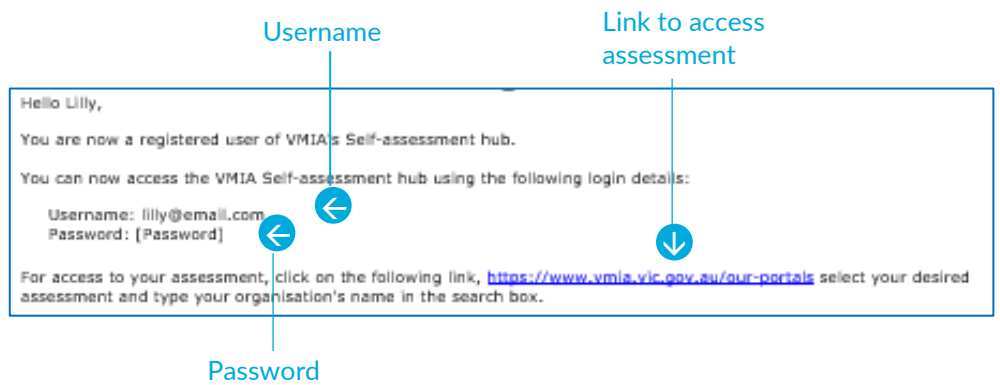 Username
Link to access
assessment
Hello Lilly,
You are now a registered user of VMIA's Self-assessment hub.
You can now access the VMIA Self-assessment hub using the following login details:
Username: lilly@email.com
Password: [Password]
For access to your assessment, click on the following link, https://www.vmia.vic.gov.au/our-portals select your desired
assessment and type your organisation's name in the search box.
Password